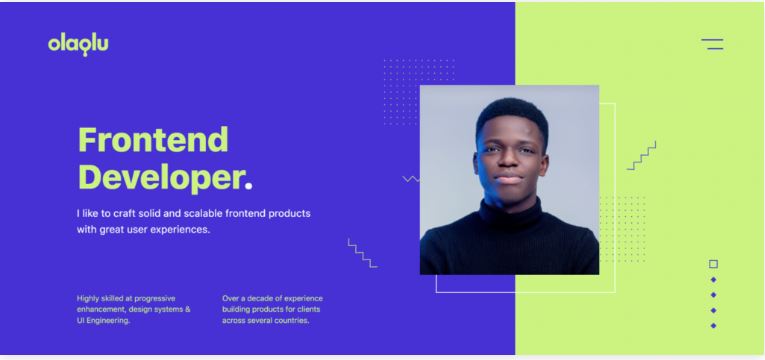 olaolu
Frontend
Developer.
I like to craft solid and scalable frontend products
with great user experiences.
Highly skilled at progressive
enhancement, design systems &
UI Engineering.
Over a decade of experience
building products for clients
across several countries.